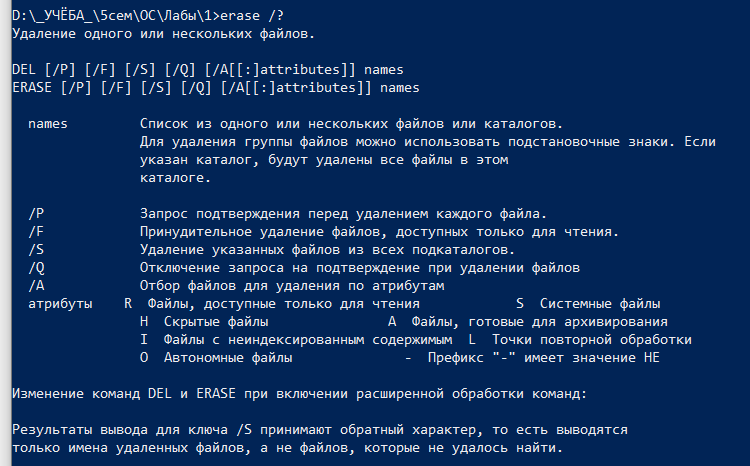 D:\_УЧЁБА_\5сем\ОС\Лабы\1>erase /?
Удаление одного или нескольких файлов.
DEL [/P] [/F] [/S] [/Q] [/A[[:]attributes]] names
ERASE [/P] [/F] [/S] [/Q] [/A[[:]attributes]] names
names Список из одного или нескольких файлов или каталогов.
Для удаления группы файлов можно использовать подстановочные знаки. Если
указан каталог, будут удалены все файлы в этом
каталоге.
/P Запрос подтверждения перед удалением каждого файла.
/F Принудительное удаление файлов, доступных только для чтения.
/S Удаление указанных файлов из всех подкаталогов.
/Q Отключение запроса на подтверждение при удалении файлов
/A Отбор файлов для удаления по атрибутам
атрибуты R Файлы, доступные только для чтения S Системные файлы
H Скрытые файлы A Файлы, готовые для архивирования
I Файлы с неиндексированным содержимым L Точки повторной обработки
O Автономные файлы - Префикс "-" имеет значение НЕ
Изменение команд DEL и ERASE при включении расширенной обработки команд:
Результаты вывода для ключа /S принимают обратный характер, то есть выводятся
только имена удаленных файлов, а не файлов, которые не удалось найти.